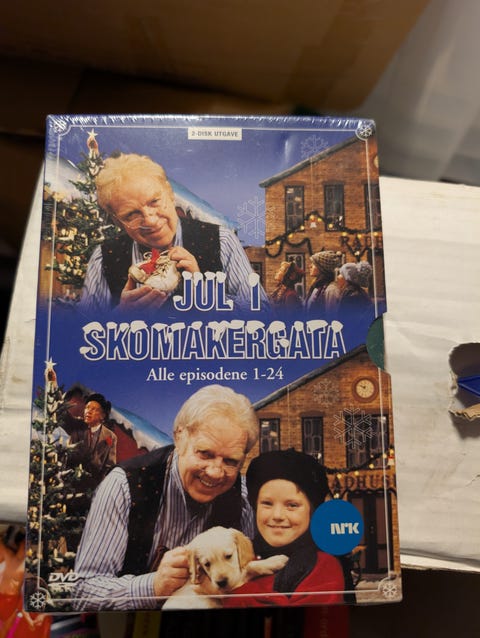 2-DISK UTGAVE
JUL I
SKOMAKERGATA
Alle episodene 1-24
NRK
DVD